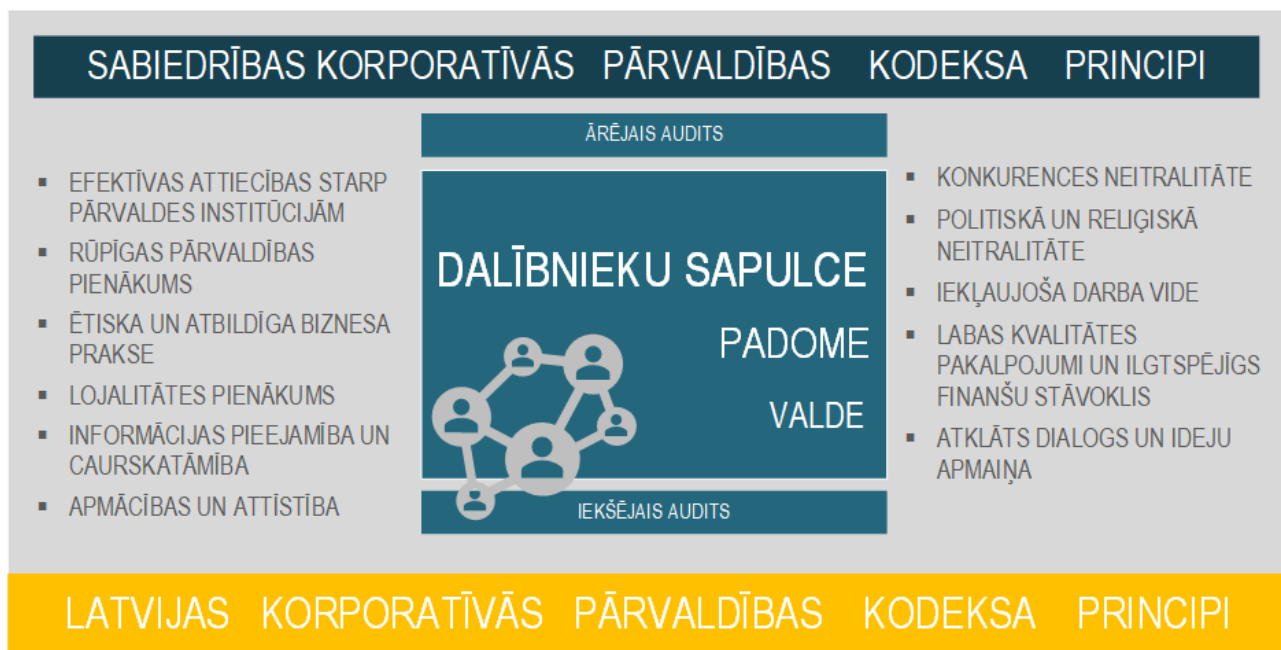 SABIEDRĪBAS KORPORATĪVĀS PĀRVALDĪBAS KODEKSA PRINCIPI
▪ EFEKTĪVAS ATTIECĪBAS STARP
PĀRVALDES INSTITŪCIJĀM
▪ RŪPĪGAS PĀRVALDĪBAS
PIENĀKUMS
▪ ĒTISKA UN ATBILDĪGA BIZNESA
PRAKSE
▪ LOJALITĀTES PIENĀKUMS
▪ INFORMĀCIJAS PIEEJAMĪBA UN
CAURSKATĀMĪBA
▪ APMĀCĪBAS UN ATTĪSTĪBA
ĀRĒJAIS AUDITS
DALĪBNIEKU SAPULCE
PADOME
VALDE
IEKŠĒJAIS AUDITS
▪ KONKURENCES NEITRALITĀTE
▪ POLITISKĀ UN RELIĢISKĀ
NEITRALITĀTE
▪ IEKĻAUJOŠA DARBA VIDE
▪ LABAS KVALITĀTES
PAKALPOJUMI UN ILGTSPĒJĪGS
FINANŠU STĀVOKLIS
▪ ATKLĀTS DIALOGS UN IDEJU
APMAIŅA
LATVIJAS KORPORATĪVĀS PĀRVALDĪBAS KODEKSA PRINCIPI